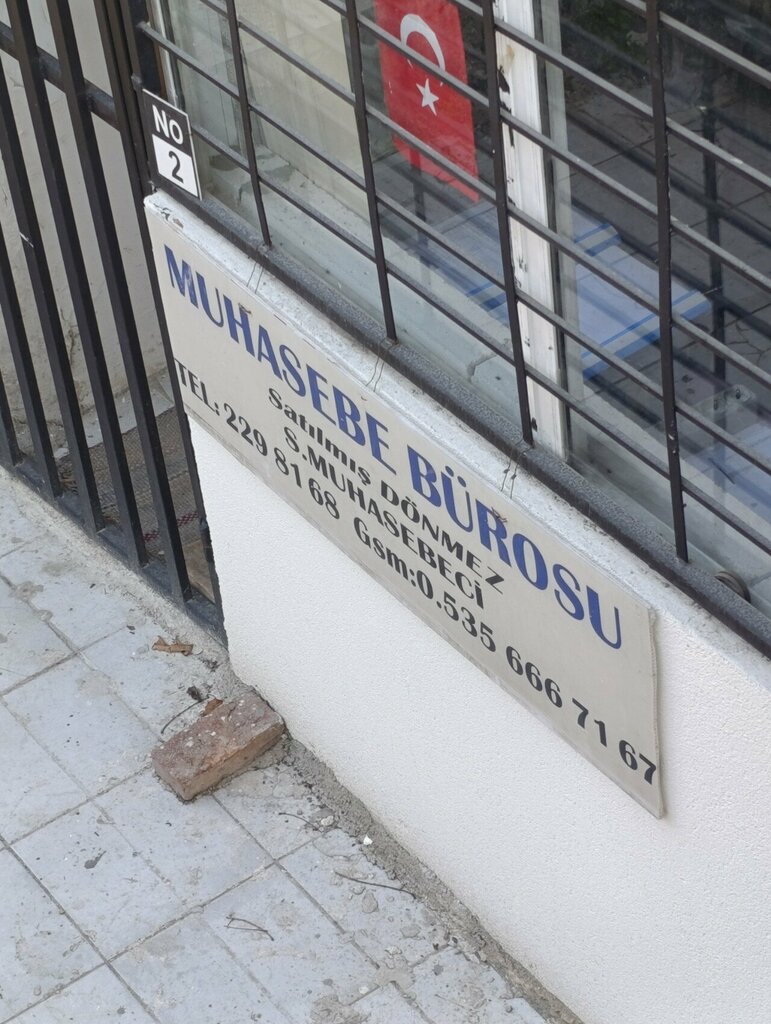 NO
2
MUHASEBE BÜROSU
Satılmış DÖNMEZ
S.MUHASEBECİ
TEL: 229 81 68 Gsm:0.535 666 71 67